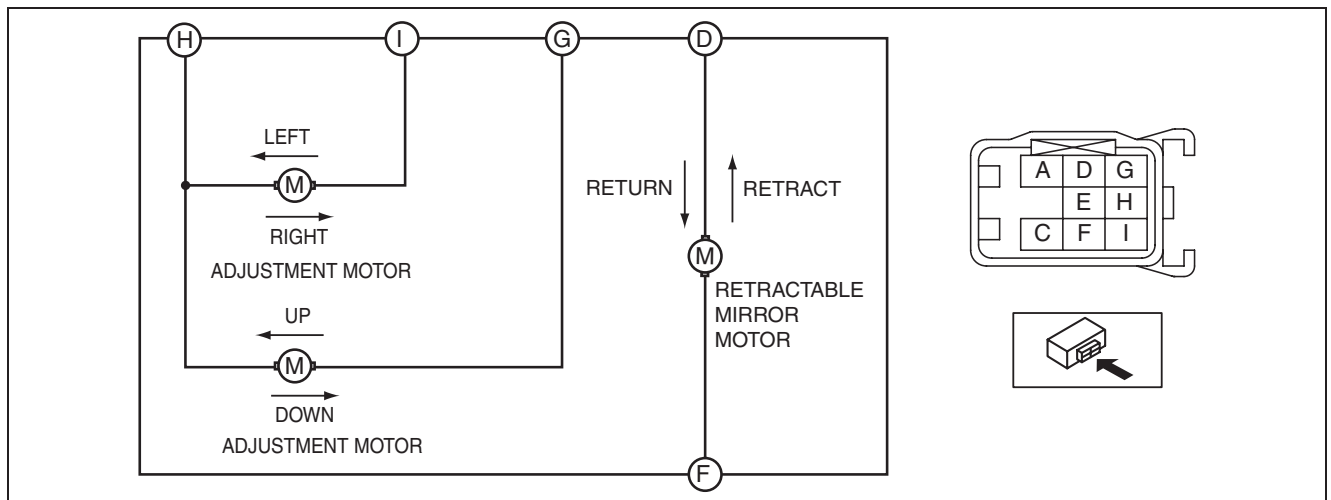 H I G D
LEFT
M
RIGHT
ADJUSTMENT MOTOR
UP
M
DOWN
ADJUSTMENT MOTOR
RETURN RETRACT
M
RETRACTABLE
MIRROR
MOTOR
F
A D G
E H
C F I